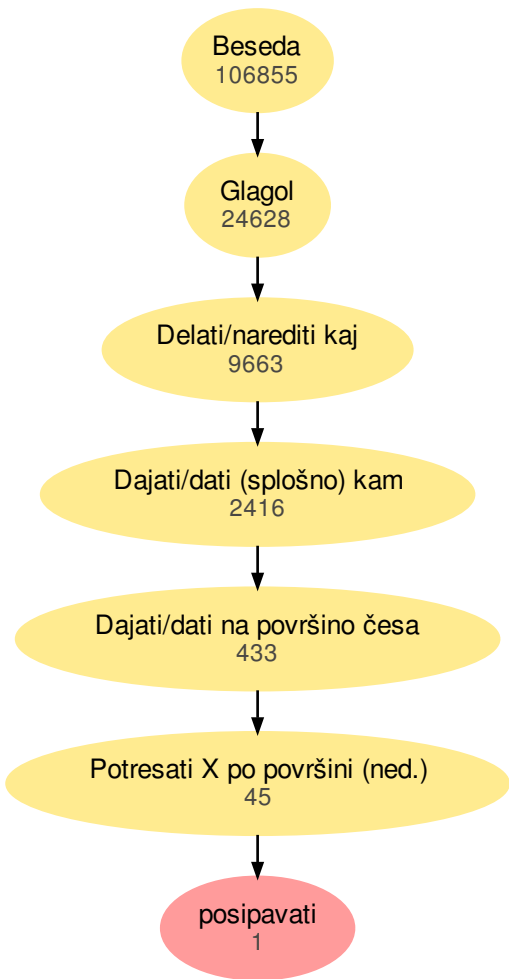 Beseda
106855
Glagol
24628
Delati/narediti kaj
9663
Dajati/dati (splošno) kam
2416
Dajati/dati na površino česa
433
Potresati X po površini (ned.)
45
posipavati
1